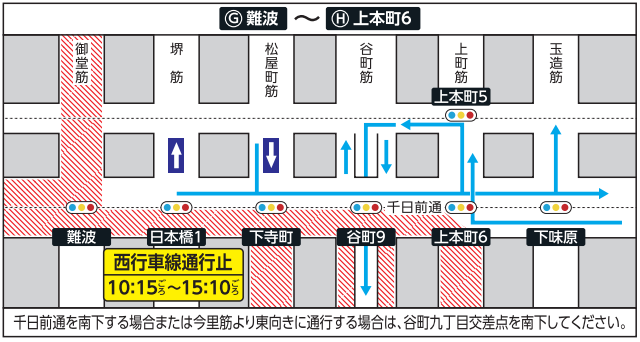 Ⓖ 難波 〜 Ⓗ 上本町6
御堂筋
堺筋
松屋町筋
谷町筋
上町筋
玉造筋
上本町5
千日前通
難波
日本橋1
下寺町
谷町9
上本町6
下味原
西行車線通行止
10:15ごろ〜15:10ごろ
千日前通を南下する場合または今里筋より東向きに通行する場合は、谷町九丁目交差点を南下してください。